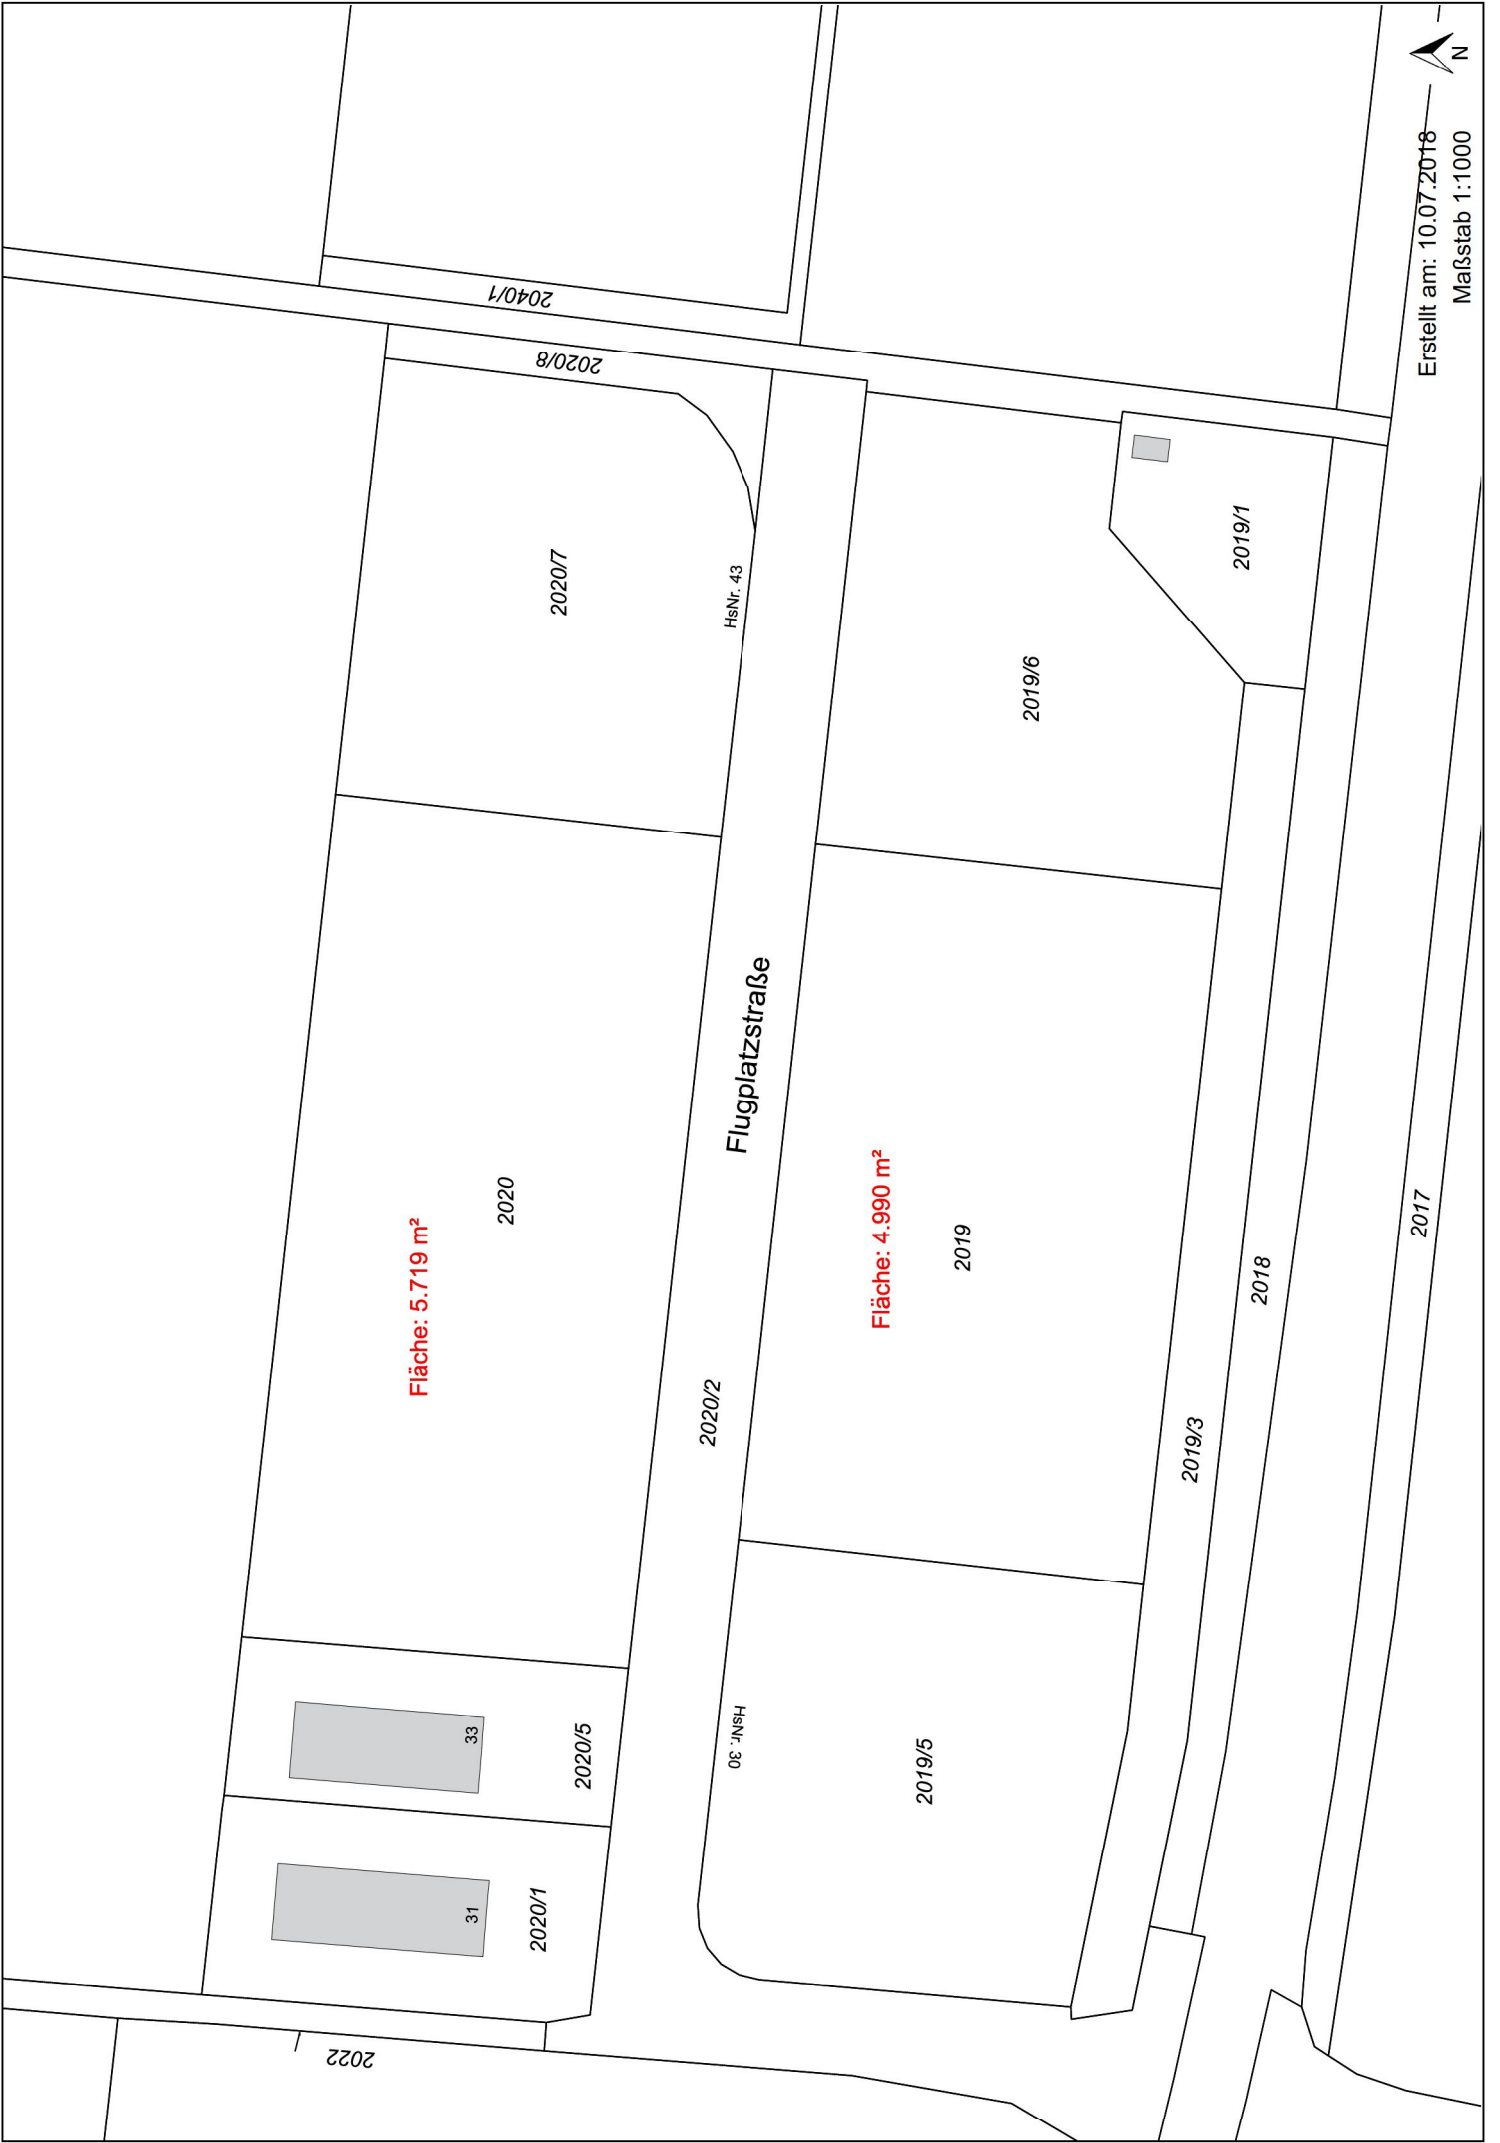 N
Erstellt am: 10.07.2018
Maßstab 1:1000
2040/1
2020/8
2020/7
HsNr. 43
2019/1
2019/6
Flugplatzstraße
2020
Fläche: 5.719 m²
Fläche: 4.990 m²
2019
2017
2018
2020/2
2019/3
33
2020/5
HsNr. 30
2019/5
31
2020/1
2022